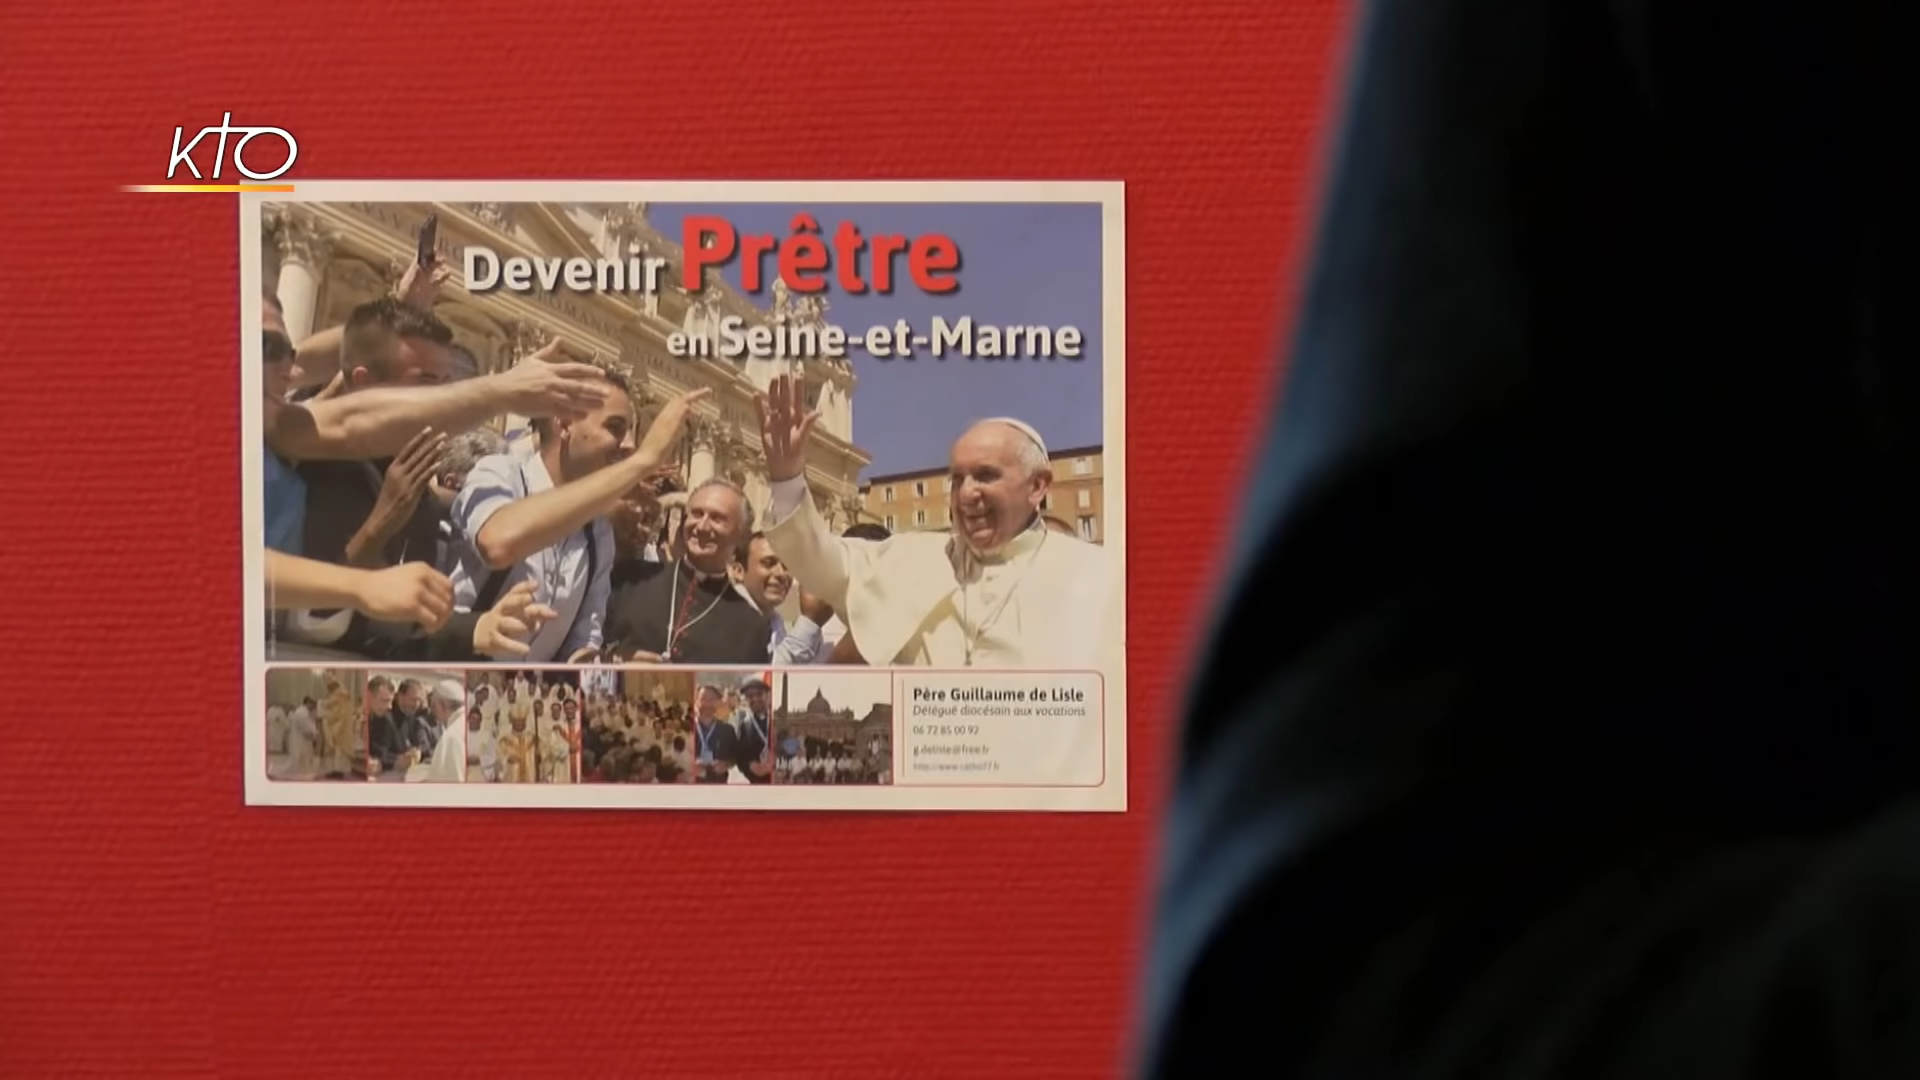 KTO
Devenir Prêtre
en Seine-et-Marne
Père Guillaume de Lisle
Délégué diocésain aux vocations
06 72 85 00 92
g.delisle@free.fr